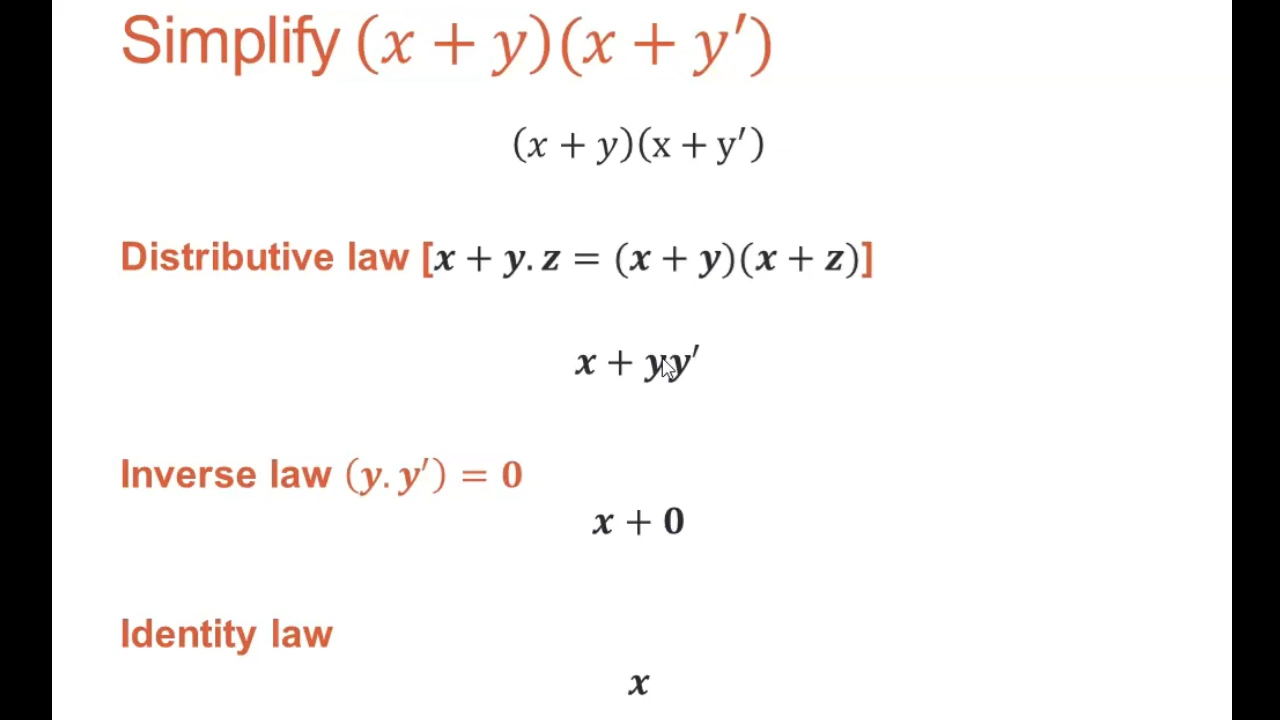 Simplify (x + y)(x + y′)
(x + y)(x + y′)
Distributive law [x + y. z = (x + y)(x + z)]
x + yy′
Inverse law (y. y′) = 0
x + 0
Identity law
x